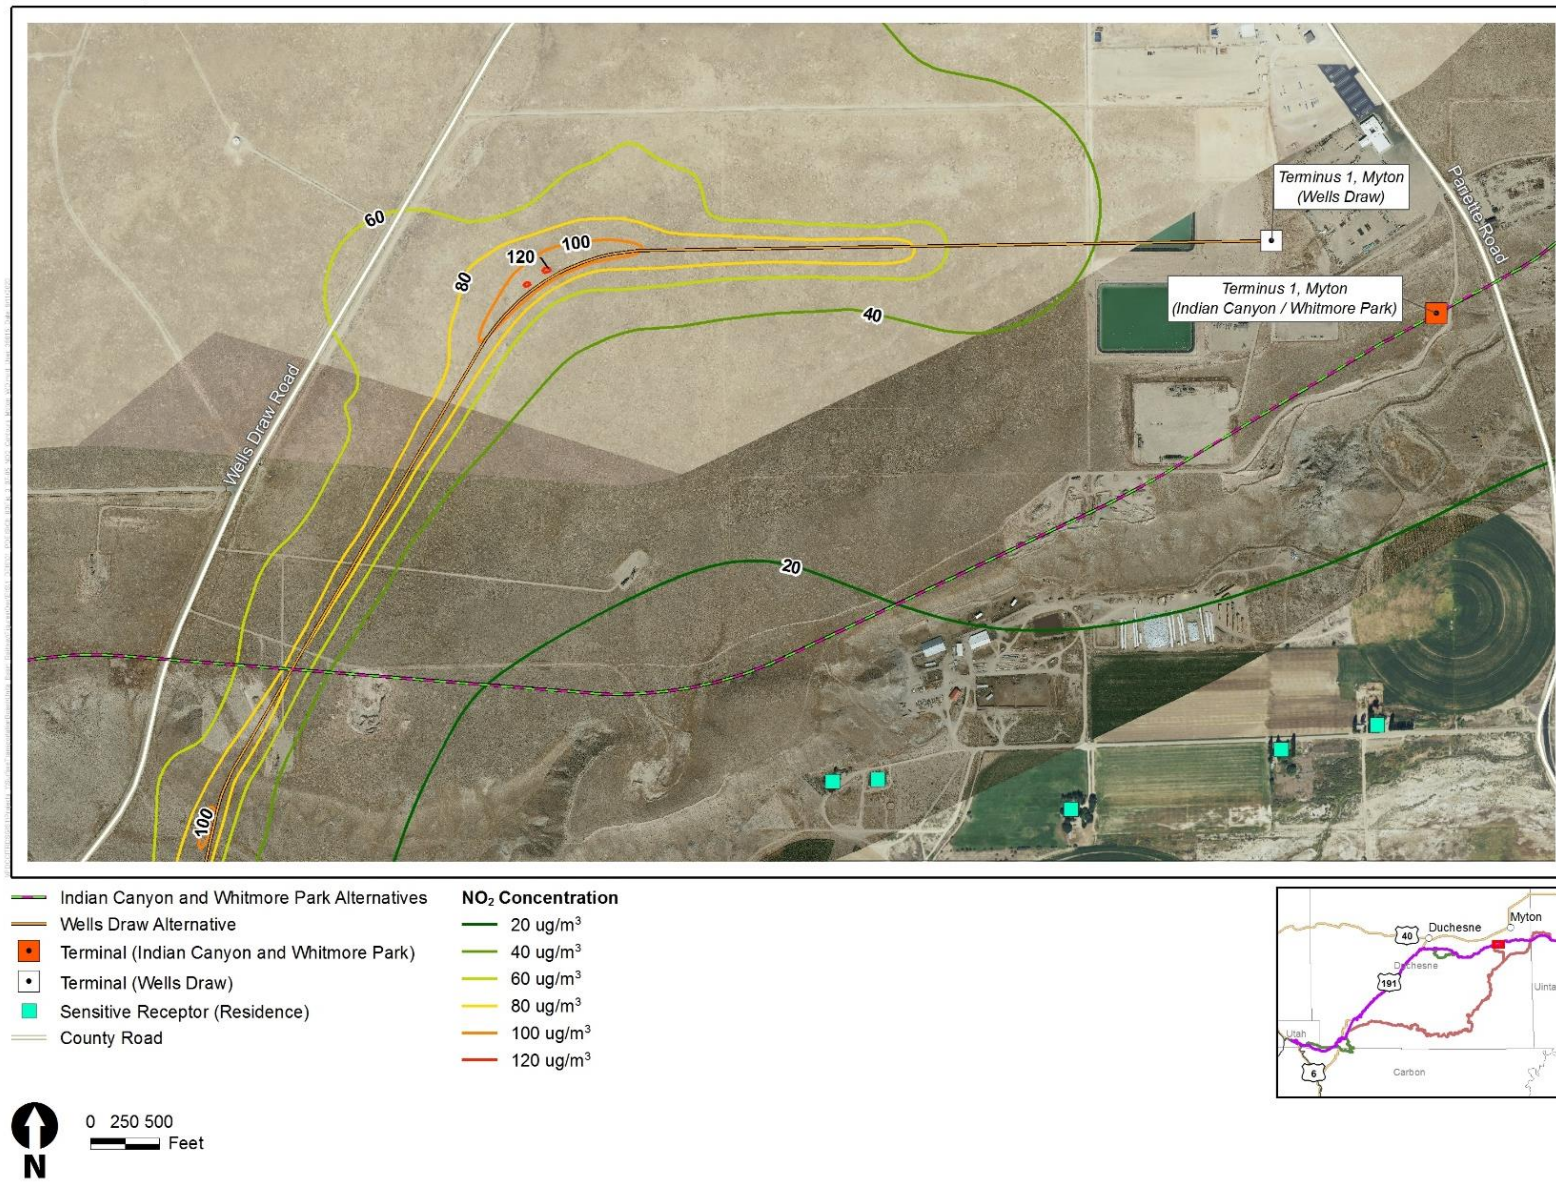 Terminus 1, Myton
(Wells Draw)
Pariette Road
60
100
120
80
Terminus 1, Myton
(Indian Canyon / Whitmore Park)
40
Wells Draw Road
20
100
Indian Canyon and Whitmore Park Alternatives
Wells Draw Alternative
Terminal (Indian Canyon and Whitmore Park)
Terminal (Wells Draw)
Sensitive Receptor (Residence)
County Road
NO₂ Concentration
20 ug/m³
40 ug/m³
60 ug/m³
80 ug/m³
100 ug/m³
120 ug/m³
Myton
Duchesne
40
Duchesne
191
Uinta
Utah
6
Carbon
0 250 500
Feet
N